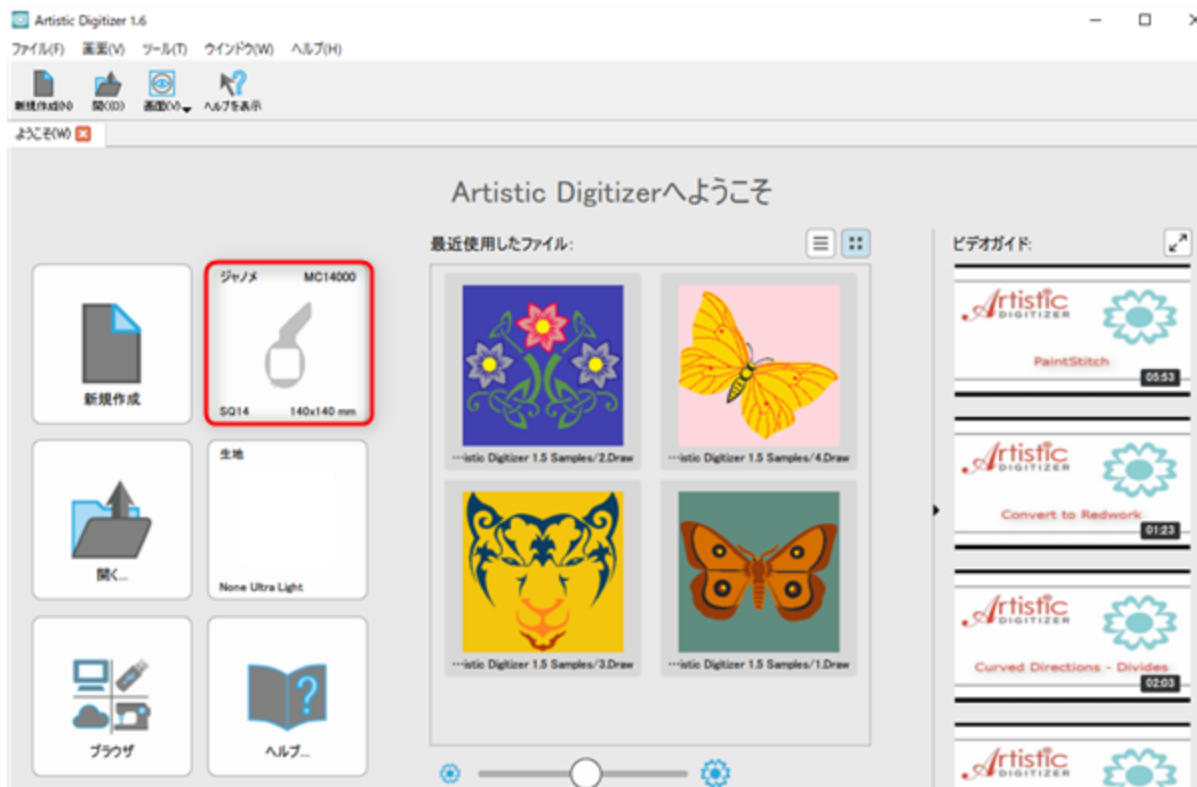 Artistic Digitizer 1.6
ファイル(F) 画面(V) ツール(T) ウインドウ(W) ヘルプ(H)
新規作成(N) 開く(O) 画面(V) ヘルプを表示
ようこそ(W)
Artistic Digitizerへようこそ
最近使用したファイル:
ビデオガイド:
新規作成
ジャノメ MC14000
SQ14 140x140 mm
開く...
生地
None Ultra Light
ブラウザ
ヘルプ...
…istic Digitizer 1.5 Samples/2.Draw
…istic Digitizer 1.5 Samples/4.Draw
…istic Digitizer 1.5 Samples/3.Draw
…istic Digitizer 1.5 Samples/1.Draw
Artistic
DIGITIZER
PaintStitch
05:53
Artistic
DIGITIZER
Convert to Redwork
01:23
Artistic
DIGITIZER
Curved Directions - Divides
02:03
Artistic
DIGITIZER